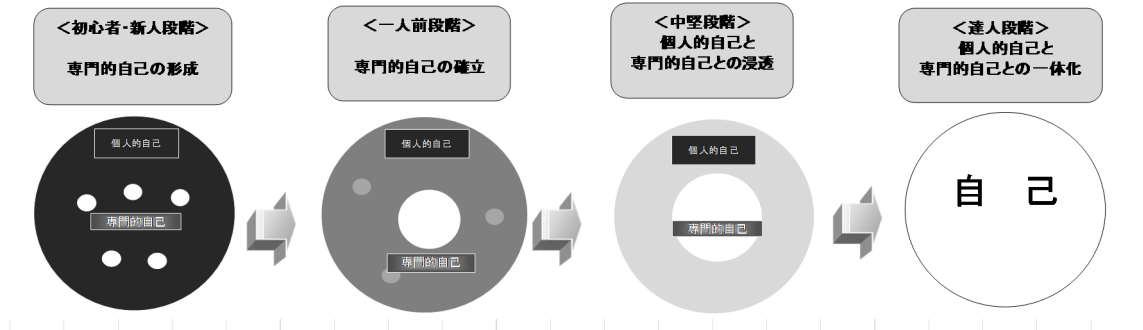 ＜初心者・新人段階＞
専門的自己の形成
＜一人前段階＞
専門的自己の確立
＜中堅段階＞
個人的自己と
専門的自己との浸透
＜達人段階＞
個人的自己と
専門的自己との一体化
個人的自己
専門的自己
個人的自己
専門的自己
個人的自己
専門的自己
自　己